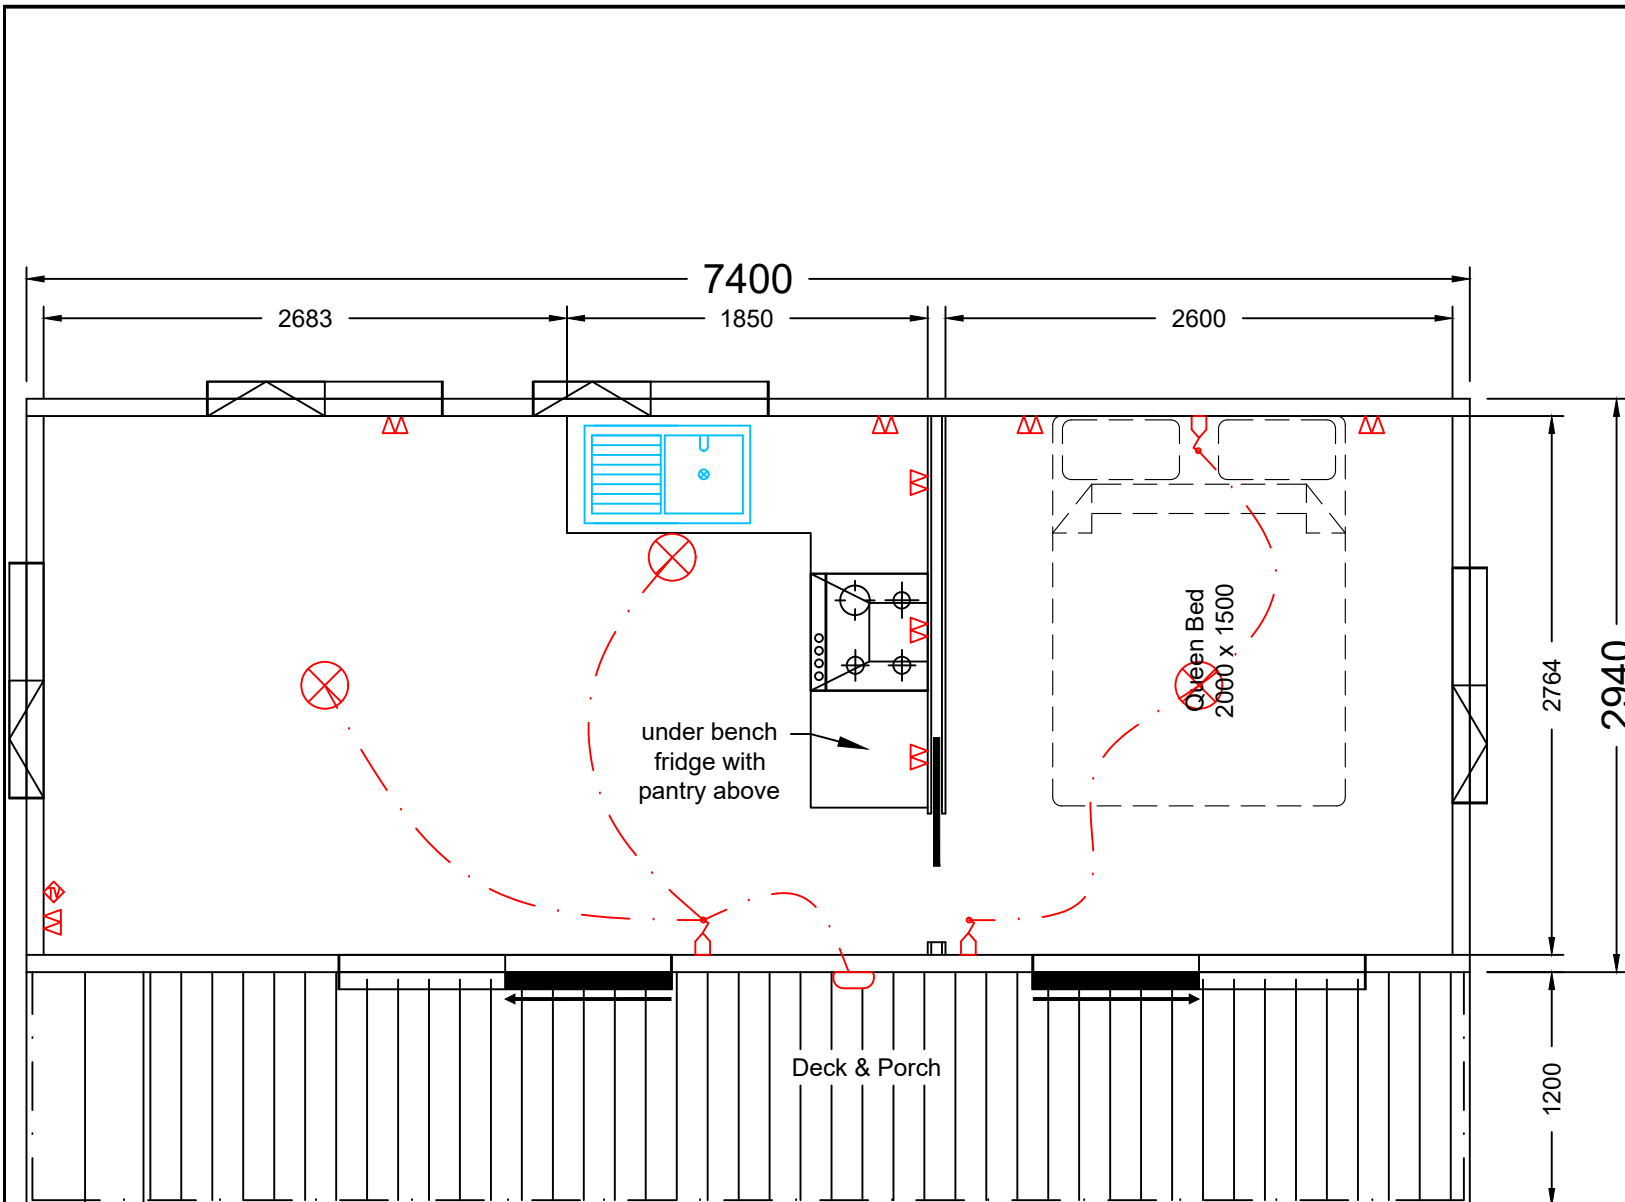 7400
2683
1850
2600
Queen Bed
2000 x 1500
2764
2940
under bench
fridge with
pantry above
TV
Deck & Porch
1200